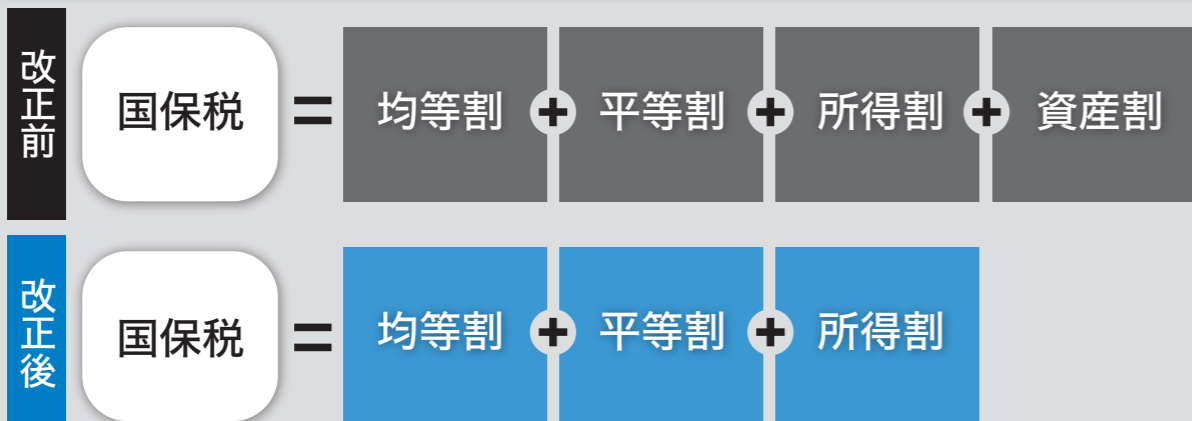 改正前
国保税 = 均等割 + 平等割 + 所得割 + 資産割
改正後
国保税 = 均等割 + 平等割 + 所得割